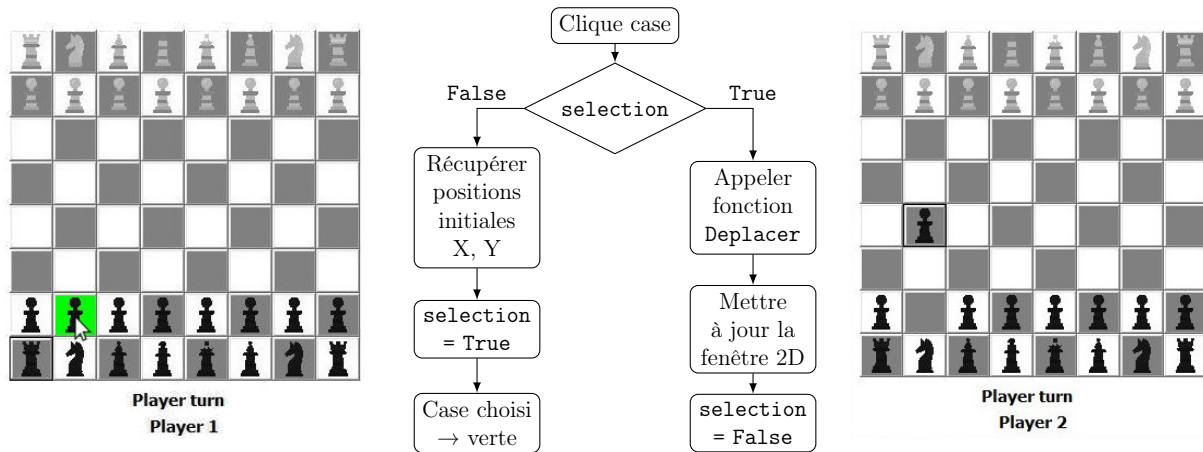 Clique case
selection
False
True
Récupérer
positions
initiales
X, Y
selection
= True
Case choisi
→ verte
Appeler
fonction
Deplacer
Mettre
à jour la
fenêtre 2D
selection
= False
Player turn
Player 1
Player turn
Player 2